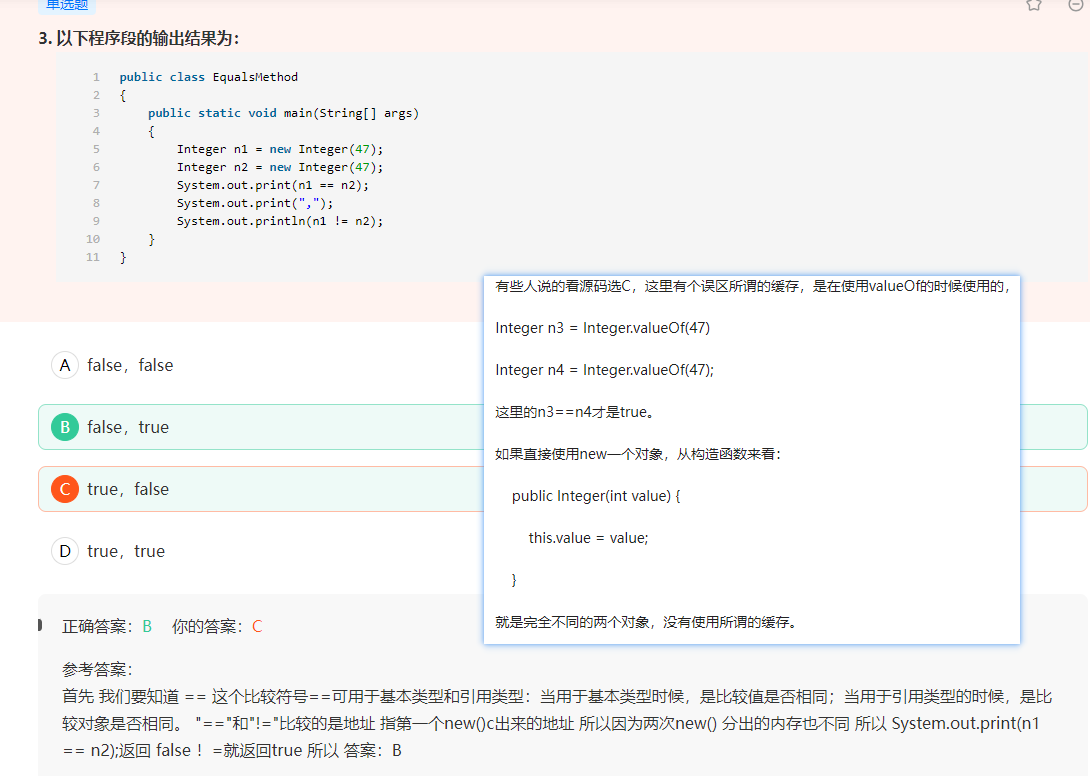 单选题
3. 以下程序段的输出结果为：
1 public class EqualsMethod
2 {
3 public static void main(String[] args)
4 {
5 Integer n1 = new Integer(47);
6 Integer n2 = new Integer(47);
7 System.out.print(n1 == n2);
8 System.out.print(",");
9 System.out.println(n1 != n2);
10 }
11 }
有些人说的看源码选C，这里有个误区所谓的缓存，是在使用valueOf的时候使用的，
Integer n3 = Integer.valueOf(47)
Integer n4 = Integer.valueOf(47);
这里的n3==n4才是true。
如果直接使用new一个对象，从构造函数来看：
public Integer(int value) {
this.value = value;
}
就是完全不同的两个对象，没有使用所谓的缓存。
A false，false
B false，true
C true，false
D true，true
正确答案：B 你的答案：C
参考答案：
首先 我们要知道 == 这个比较符号==可用于基本类型和引用类型：当用于基本类型时候，是比较值是否相同；当用于引用类型的时候，是比
较对象是否相同。 "=="和"!="比较的是地址 指第一个new()c出来的地址 所以因为两次new() 分出的内存也不同 所以 System.out.print(n1
== n2);返回 false ！ =就返回true 所以 答案：B